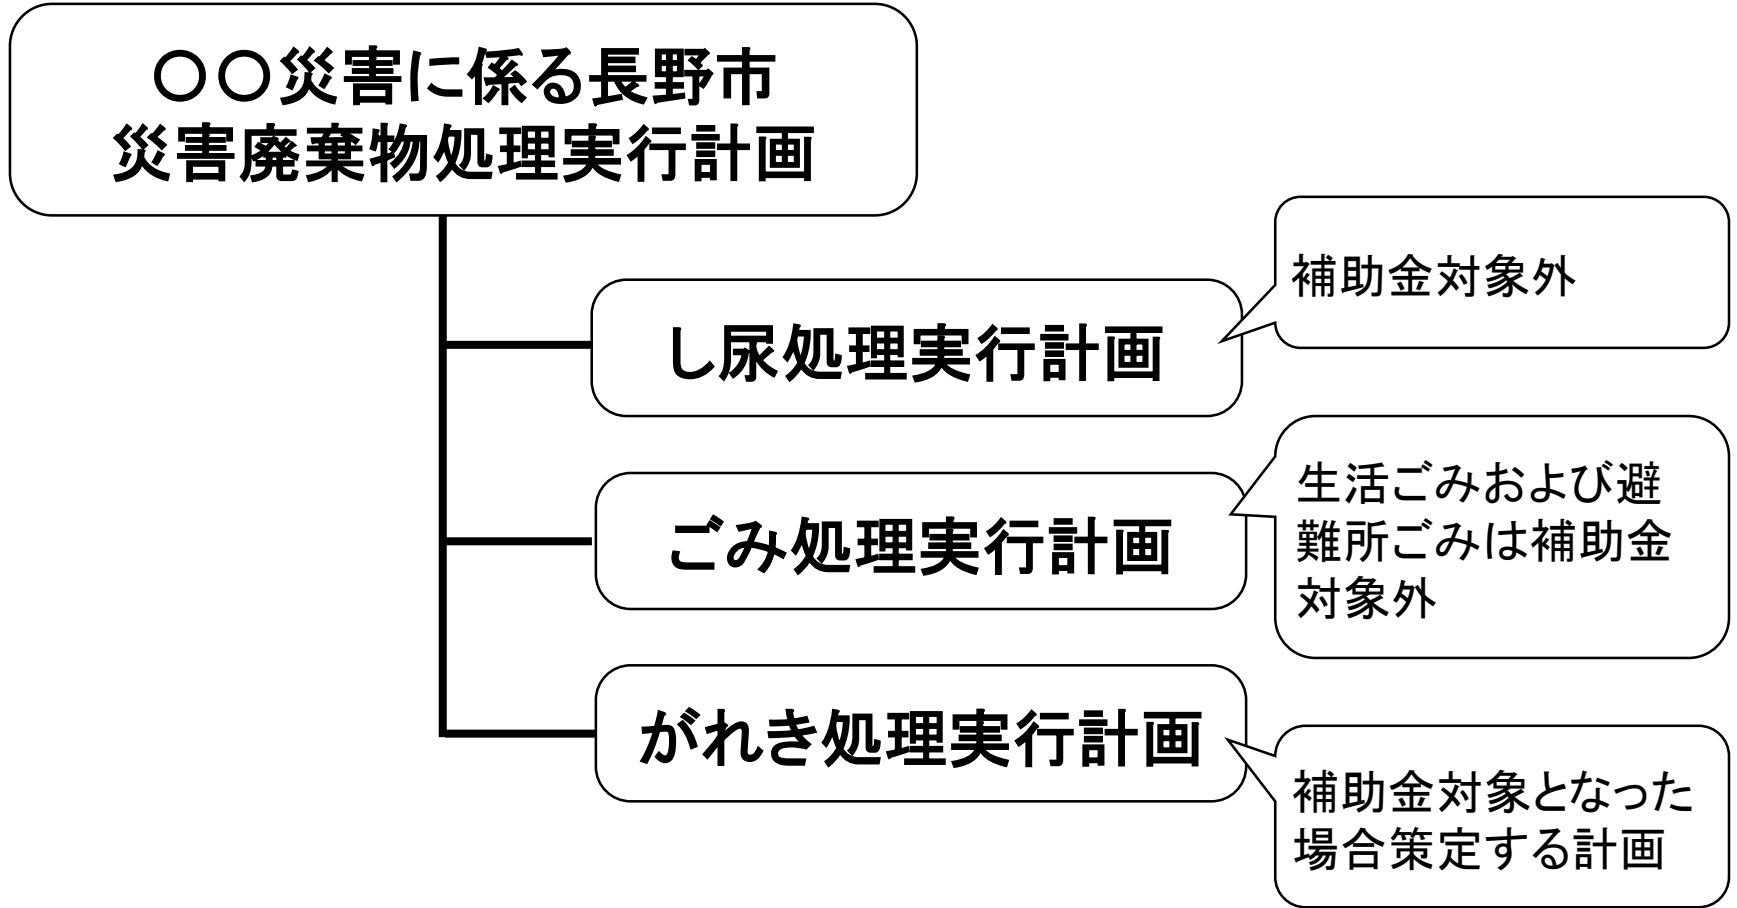 〇〇災害に係る長野市
災害廃棄物処理実行計画
補助金対象外
し尿処理実行計画
生活ごみおよび避
難所ごみは補助金
対象外
ごみ処理実行計画
がれき処理実行計画
補助金対象となった
場合策定する計画